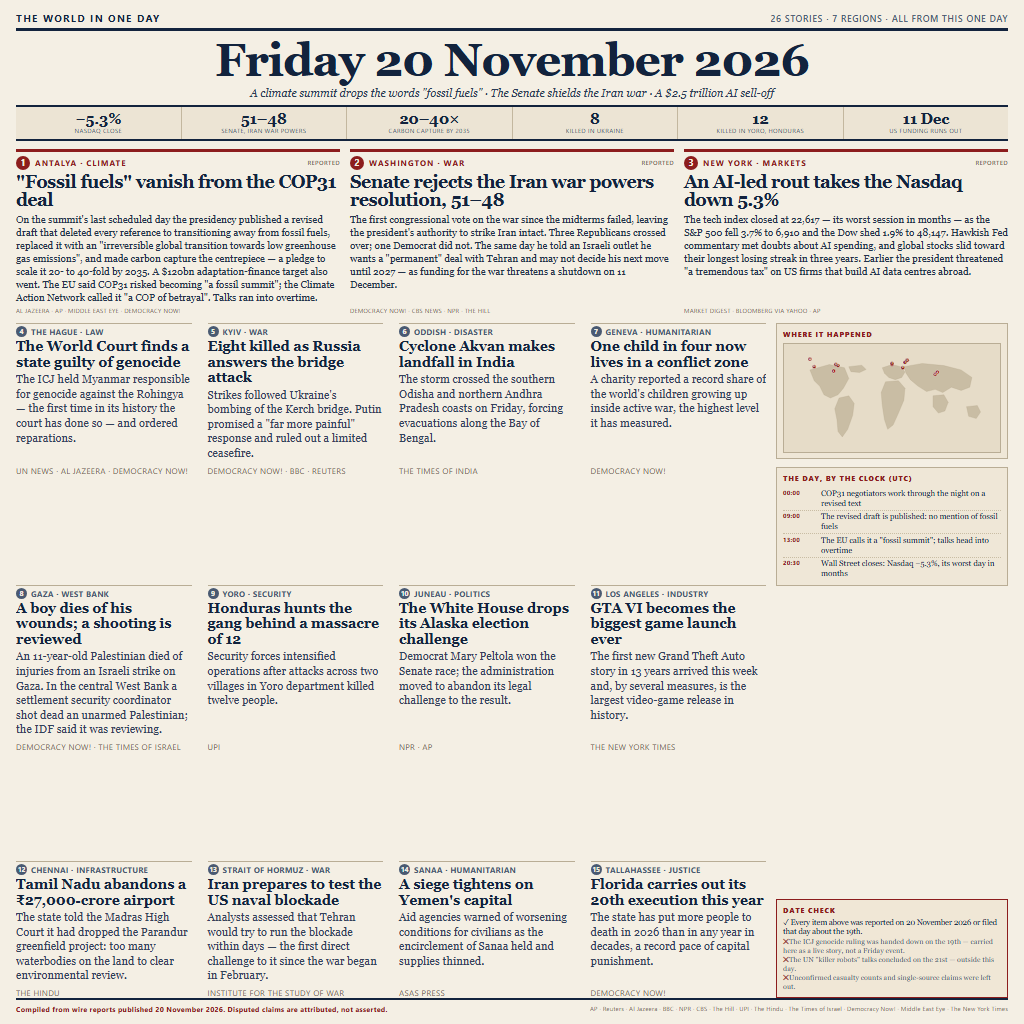 THE WORLD IN ONE DAY
26 STORIES · 7 REGIONS · ALL FROM THIS ONE DAY
Friday 20 November 2026
A climate summit drops the words "fossil fuels" · The Senate shields the Iran war · A $2.5 trillion AI sell-off
−5.3%
NASDAQ CLOSE
51–48
SENATE, IRAN WAR POWERS
20–40×
CARBON CAPTURE BY 2035
8
KILLED IN UKRAINE
12
KILLED IN YORO, HONDURAS
11 Dec
US FUNDING RUNS OUT
1 ANTALYA · CLIMATE
REPORTED
"Fossil fuels" vanish from the COP31
deal
On the summit's last scheduled day the presidency published a revised
draft that deleted every reference to transitioning away from fossil fuels,
replaced it with an "irreversible global transition towards low greenhouse
gas emissions", and made carbon capture the centrepiece — a pledge to
scale it 20- to 40-fold by 2035. A $120bn adaptation-finance target also
went. The EU said COP31 risked becoming "a fossil summit"; the Climate
Action Network called it "a COP of betrayal". Talks ran into overtime.
AL JAZEERA · AP · MIDDLE EAST EYE · DEMOCRACY NOW!
2 WASHINGTON · WAR
REPORTED
Senate rejects the Iran war powers
resolution, 51–48
The first congressional vote on the war since the midterms failed, leaving
the president's authority to strike Iran intact. Three Republicans crossed
over; one Democrat did not. The same day he told an Israeli outlet he
wants a "permanent" deal with Tehran and may not decide his next move
until 2027 — as funding for the war threatens a shutdown on 11
December.
DEMOCRACY NOW! · CBS NEWS · NPR · THE HILL
3 NEW YORK · MARKETS
REPORTED
An AI-led rout takes the Nasdaq
down 5.3%
The tech index closed at 22,617 — its worst session in months — as the
S&P 500 fell 3.7% to 6,910 and the Dow shed 1.9% to 48,147. Hawkish Fed
commentary met doubts about AI spending, and global stocks slid toward
their longest losing streak in three years. Earlier the president threatened
"a tremendous tax" on US firms that build AI data centres abroad.
MARKET DIGEST · BLOOMBERG VIA YAHOO · AP
4 THE HAGUE · LAW
The World Court finds a
state guilty of genocide
The ICJ held Myanmar responsible
for genocide against the Rohingya
— the first time in its history the
court has done so — and ordered
reparations.
UN NEWS · AL JAZEERA · DEMOCRACY NOW!
5 KYIV · WAR
Eight killed as Russia
answers the bridge
attack
Strikes followed Ukraine's
bombing of the Kerch bridge. Putin
promised a "far more painful"
response and ruled out a limited
ceasefire.
DEMOCRACY NOW! · BBC · REUTERS
6 ODDISH · DISASTER
Cyclone Akvan makes
landfall in India
The storm crossed the southern
Odisha and northern Andhra
Pradesh coasts on Friday, forcing
evacuations along the Bay of
Bengal.
THE TIMES OF INDIA
7 GENEVA · HUMANITARIAN
One child in four now
lives in a conflict zone
A charity reported a record share of
the world's children growing up
inside active war, the highest level
it has measured.
DEMOCRACY NOW!
WHERE IT HAPPENED
THE DAY, BY THE CLOCK (UTC)
00:00 COP31 negotiators work through the night on a
revised text
09:00 The revised draft is published: no mention of fossil
fuels
13:00 The EU calls it a "fossil summit"; talks head into
overtime
20:30 Wall Street closes: Nasdaq −5.3%, its worst day in
months
8 GAZA · WEST BANK
A boy dies of his
wounds; a shooting is
reviewed
An 11-year-old Palestinian died of
injuries from an Israeli strike on
Gaza. In the central West Bank a
settlement security coordinator
shot dead an unarmed Palestinian;
the IDF said it was reviewing.
DEMOCRACY NOW! · THE TIMES OF ISRAEL
9 YORO · SECURITY
Honduras hunts the
gang behind a massacre
of 12
Security forces intensified
operations after attacks across two
villages in Yoro department killed
twelve people.
UPI
10 JUNEAU · POLITICS
The White House drops
its Alaska election
challenge
Democrat Mary Peltola won the
Senate race; the administration
moved to abandon its legal
challenge to the result.
NPR · AP
11 LOS ANGELES · INDUSTRY
GTA VI becomes the
biggest game launch
ever
The first new Grand Theft Auto
story in 13 years arrived this week
and, by several measures, is the
largest video-game release in
history.
THE NEW YORK TIMES
12 CHENNAI · INFRASTRUCTURE
Tamil Nadu abandons a
₹27,000-crore airport
The state told the Madras High
Court it had dropped the Parandur
greenfield project: too many
waterbodies on the land to clear
environmental review.
THE HINDU
13 STRAIT OF HORMUZ · WAR
Iran prepares to test the
US naval blockade
Analysts assessed that Tehran
would try to run the blockade
within days — the first direct
challenge to it since the war began
in February.
INSTITUTE FOR THE STUDY OF WAR
14 SANAA · HUMANITARIAN
A siege tightens on
Yemen's capital
Aid agencies warned of worsening
conditions for civilians as the
encirclement of Sanaa held and
supplies thinned.
ASAS PRESS
15 TALLAHASSEE · JUSTICE
Florida carries out its
20th execution this year
The state has put more people to
death in 2026 than in any year in
decades, a record pace of capital
punishment.
DEMOCRACY NOW!
DATE CHECK
✓ Every item above was reported on 20 November 2026 or filed
that day about the 19th.
✕The ICJ genocide ruling was handed down on the 19th — carried
here as a live story, not a Friday event.
✕The UN "killer robots" talks concluded on the 21st — outside this
day.
✕Unconfirmed casualty counts and single-source claims were left
out.
Compiled from wire reports published 20 November 2026. Disputed claims are attributed, not asserted.
AP · Reuters · Al Jazeera · BBC · NPR · CBS · The Hill · UPI · The Hindu · The Times of Israel · Democracy Now! · Middle East Eye · The New York Times